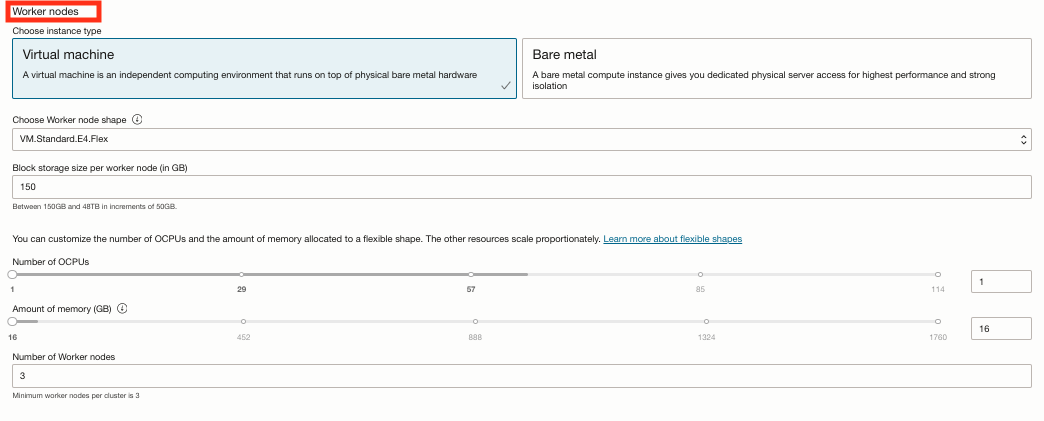 Worker nodes
Choose instance type
Virtual machine
A virtual machine is an independent computing environment that runs on top of physical bare metal hardware
Bare metal
A bare metal compute instance gives you dedicated physical server access for highest performance and strong
isolation
Choose Worker node shape
VM.Standard.E4.Flex
Block storage size per worker node (in GB)
150
Between 150GB and 48TB in increments of 50GB.
You can customize the number of OCPUs and the amount of memory allocated to a flexible shape. The other resources scale proportionately. Learn more about flexible shapes
Number of OCPUs
1 29 57 85 114
1
Amount of memory (GB)
16 452 888 1324 1760
16
Number of Worker nodes
3
Minimum worker nodes per cluster is 3